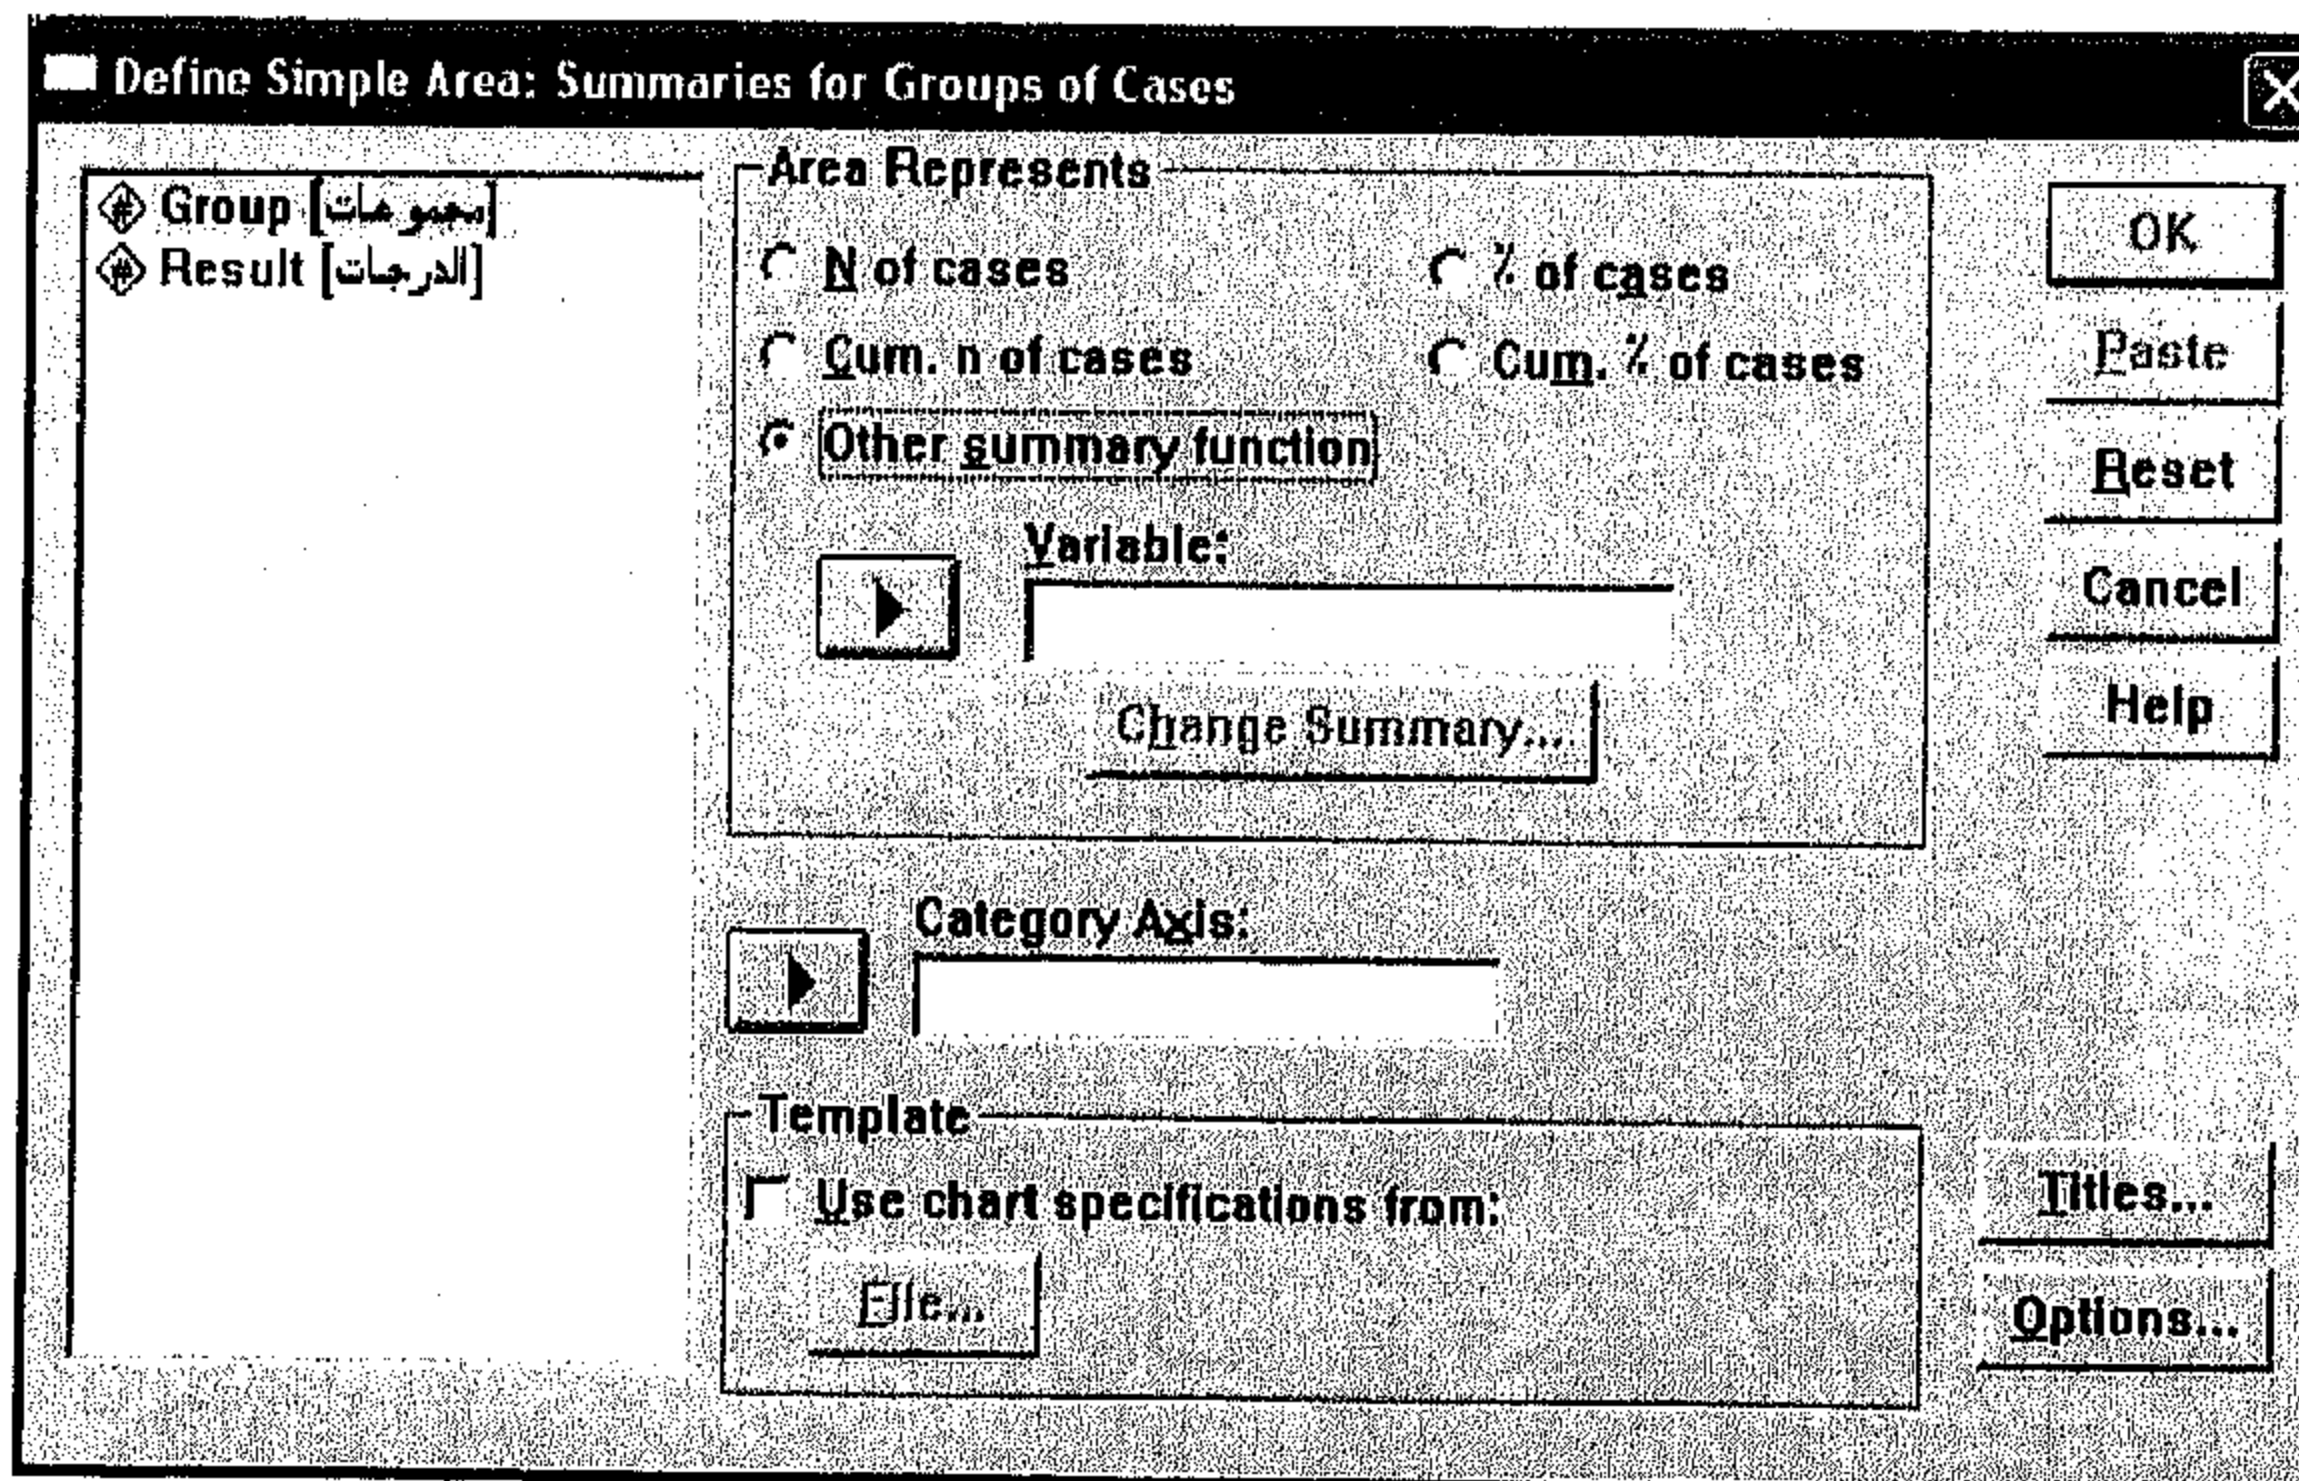 Define Simple Area: Summaries for Groups of Cases
Group [مجموعات]
Result [الدرجات]
Area Represents
N of cases
% of cases
Cum. n of cases
Cum. % of cases
Other summary function
Variable:
Change Summary...
Category Axis:
Template
Use chart specifications from:
File...
OK
Paste
Reset
Cancel
Help
Titles...
Options...